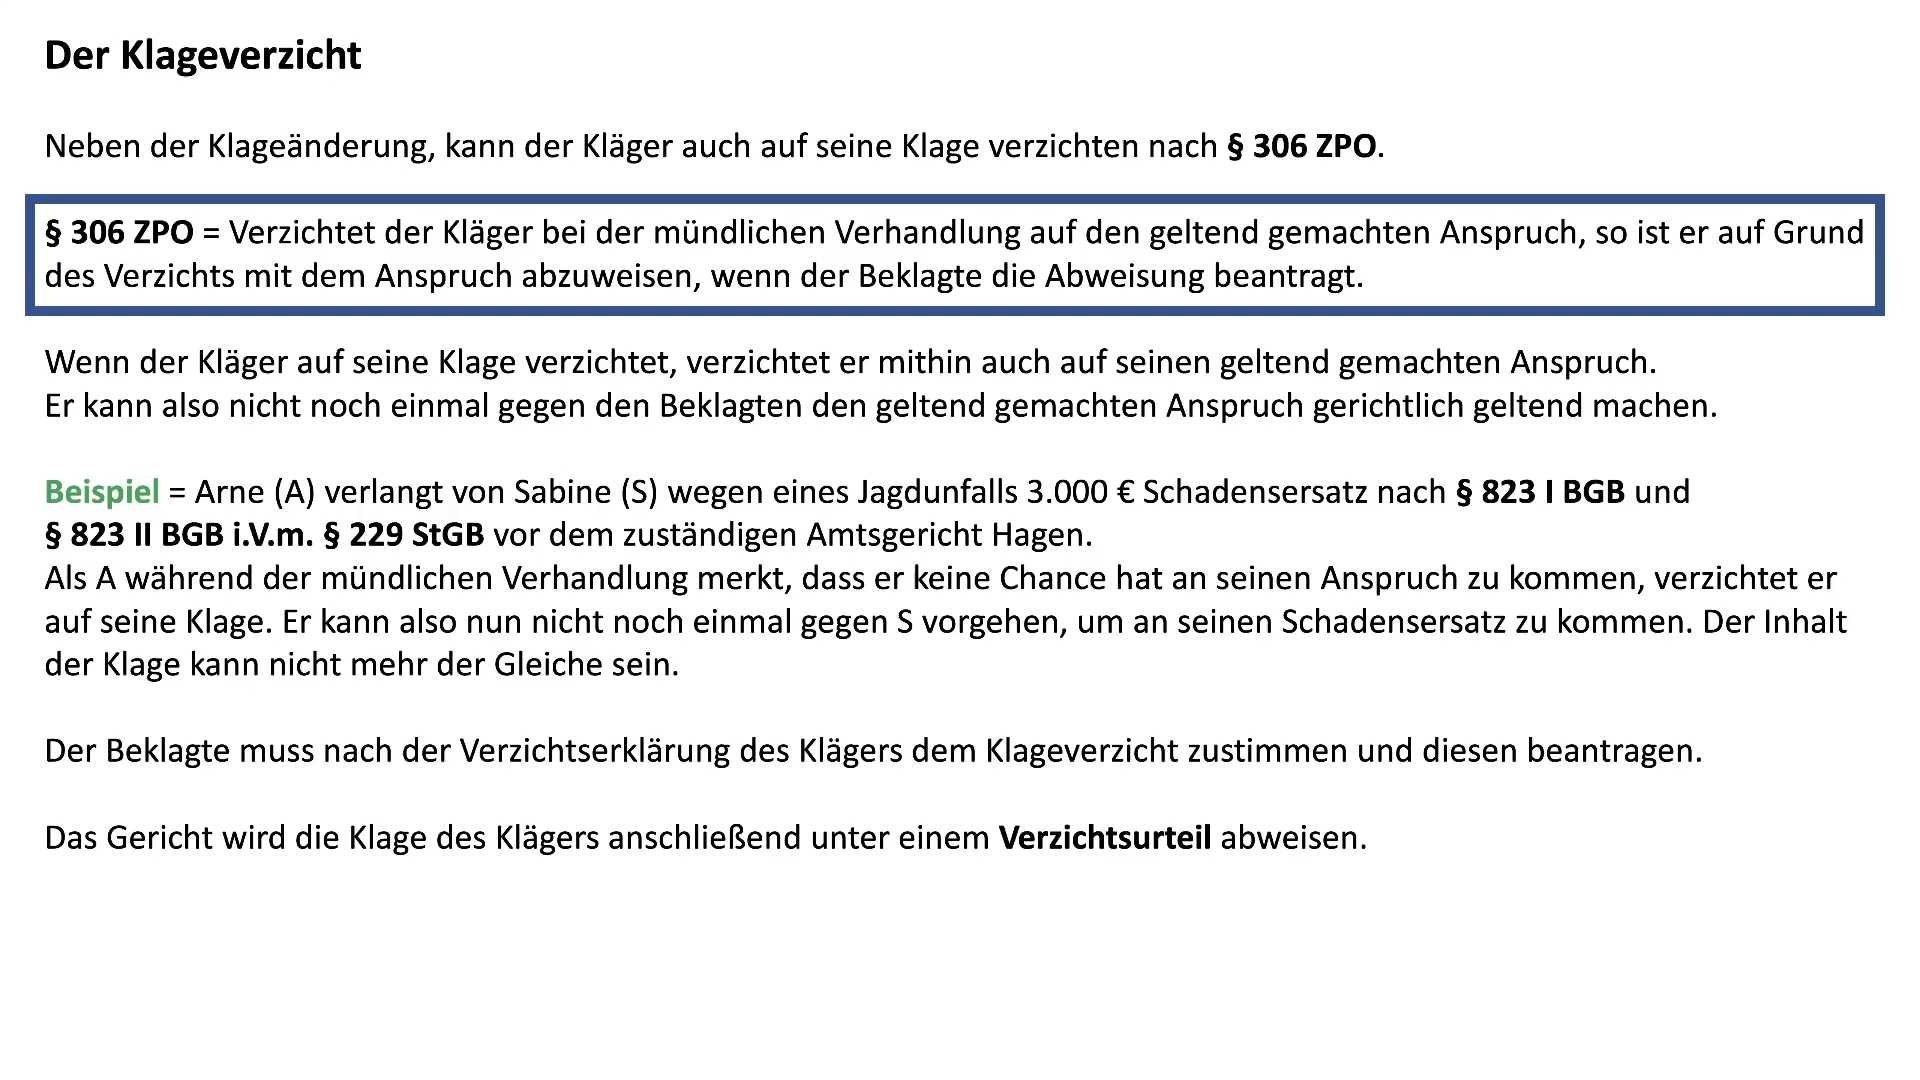 Der Klageverzicht
Neben der Klageänderung, kann der Kläger auch auf seine Klage verzichten nach § 306 ZPO.
§ 306 ZPO = Verzichtet der Kläger bei der mündlichen Verhandlung auf den geltend gemachten Anspruch, so ist er auf Grund
des Verzichts mit dem Anspruch abzuweisen, wenn der Beklagte die Abweisung beantragt.
Wenn der Kläger auf seine Klage verzichtet, verzichtet er mithin auch auf seinen geltend gemachten Anspruch.
Er kann also nicht noch einmal gegen den Beklagten den geltend gemachten Anspruch gerichtlich geltend machen.
Beispiel = Arne (A) verlangt von Sabine (S) wegen eines Jagdunfalls 3.000 € Schadensersatz nach § 823 I BGB und
§ 823 II BGB i.V.m. § 229 StGB vor dem zuständigen Amtsgericht Hagen.
Als A während der mündlichen Verhandlung merkt, dass er keine Chance hat an seinen Anspruch zu kommen, verzichtet er
auf seine Klage. Er kann also nun nicht noch einmal gegen S vorgehen, um an seinen Schadensersatz zu kommen. Der Inhalt
der Klage kann nicht mehr der Gleiche sein.
Der Beklagte muss nach der Verzichtserklärung des Klägers dem Klageverzicht zustimmen und diesen beantragen.
Das Gericht wird die Klage des Klägers anschließend unter einem Verzichtsurteil abweisen.